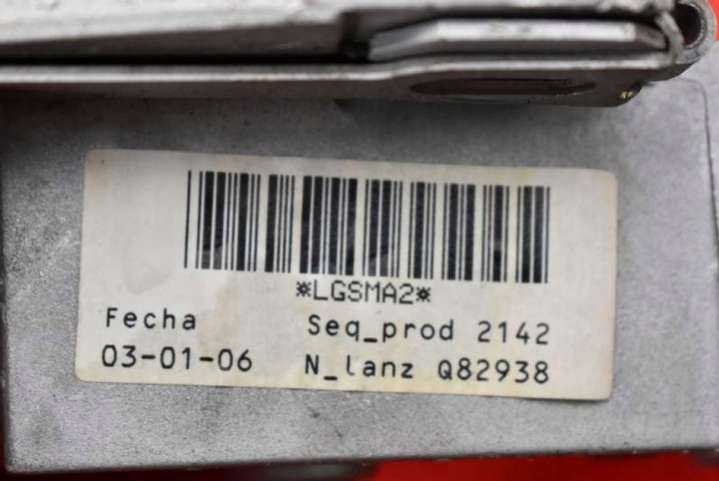 *LGSMA2*
Fecha Seq_prod 2142
03-01-06 N_lanz Q82938